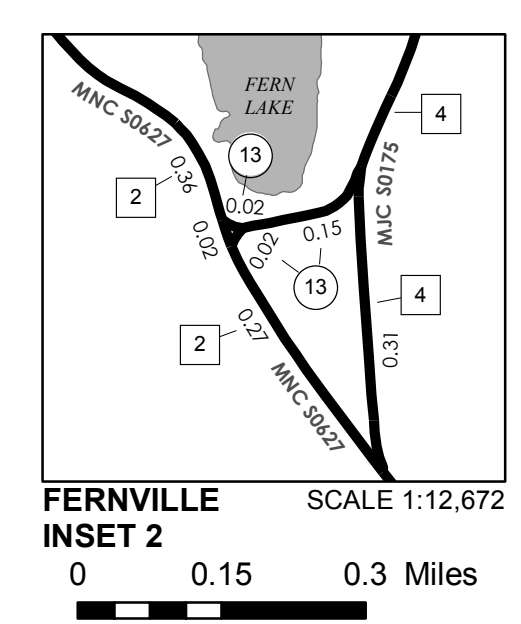 FERN
LAKE
MNC S0627
4
13
0.36
MJC S0175
2
0.02
0.02
0.02
0.15
13
4
0.27
2
0.31
MNC S0627
FERNVILLE
INSET 2
SCALE 1:12,672
0 0.15 0.3 Miles